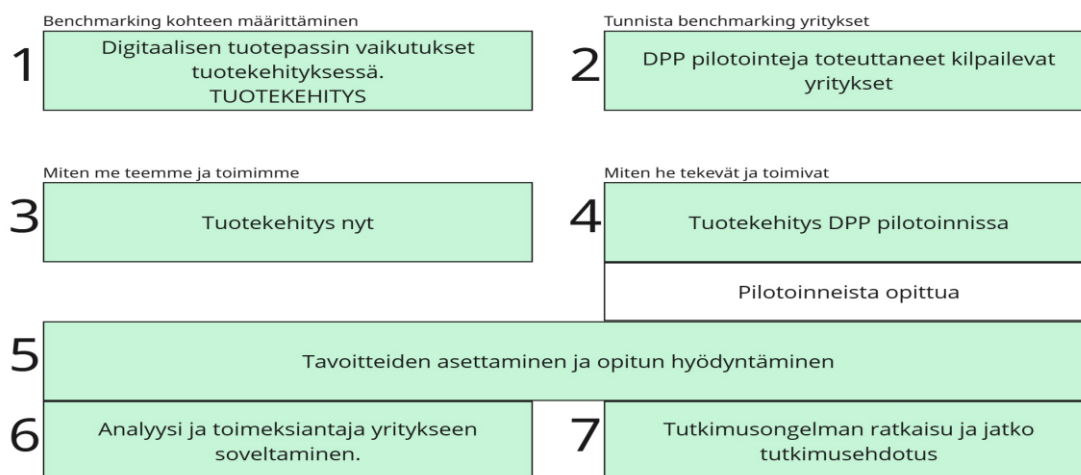 Benchmarking kohteen määrittäminen
1
Digitaalisen tuotepassin vaikutukset
tuotekehityksessä.
TUOTEKEHITYS
Tunnista benchmarking yritykset
2
DPP pilotointeja toteuttaneet kilpailevat
yritykset
Miten me teemme ja toimimme
3
Tuotekehitys nyt
Miten he tekevät ja toimivat
4
Tuotekehitys DPP pilotoinnissa
Pilotoinneista opittua
5
Tavoitteiden asettaminen ja opitun hyödyntäminen
6
Analyysi ja toimeksiantaja yritykseen
soveltaminen.
7
Tutkimusongelman ratkaisu ja jatko
tutkimusehdotus